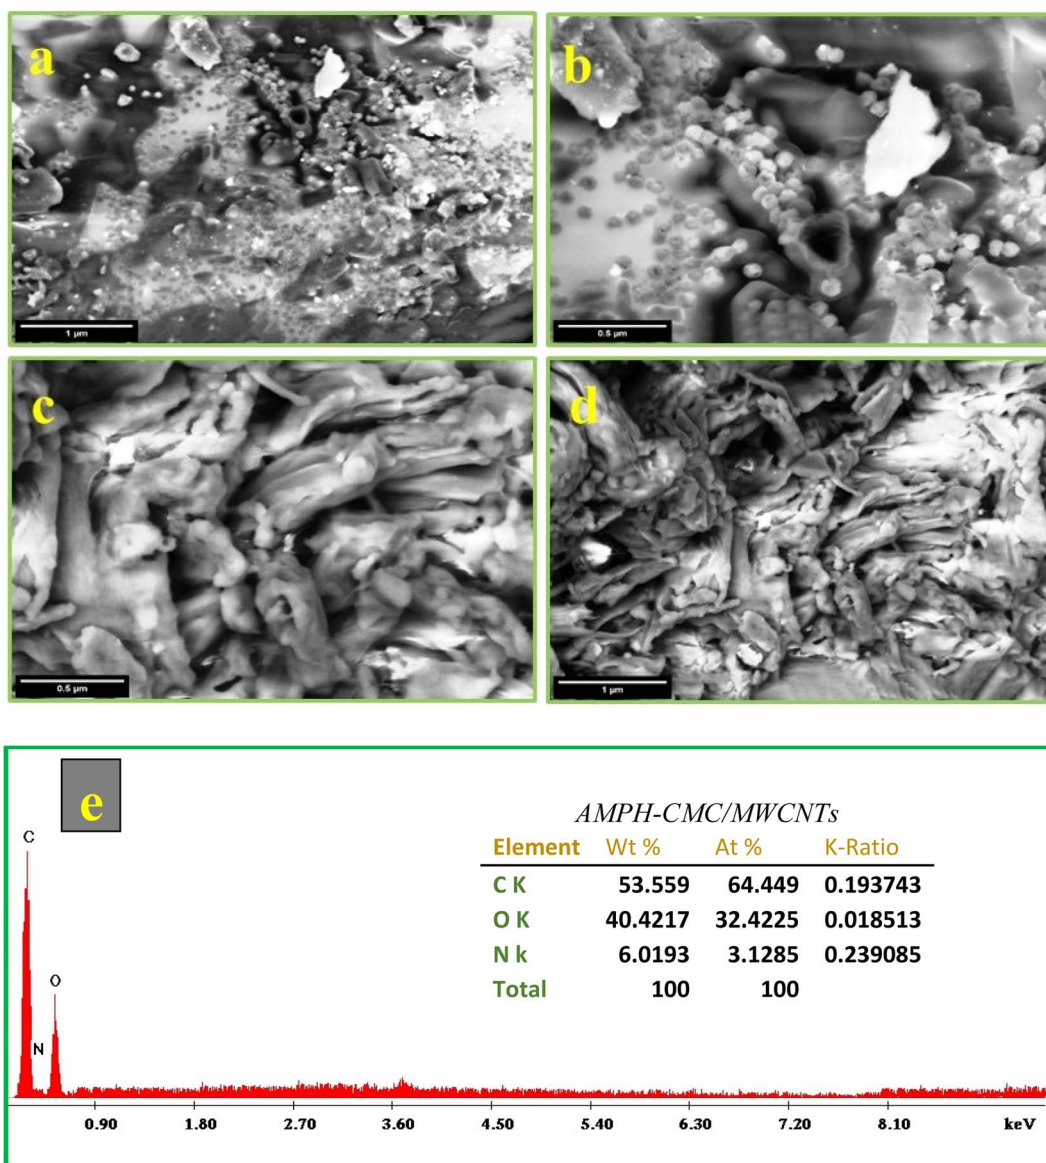 a
b
1 µm
0.5 µm
c
d
0.5 µm
1 µm
e
AMPH-CMC/MWCNTs
Element Wt % At % K-Ratio
C K 53.559 64.449 0.193743
O K 40.4217 32.4225 0.018513
N k 6.0193 3.1285 0.239085
Total 100 100
C
O
N
0.90 1.80 2.70 3.60 4.50 5.40 6.30 7.20 8.10 keV